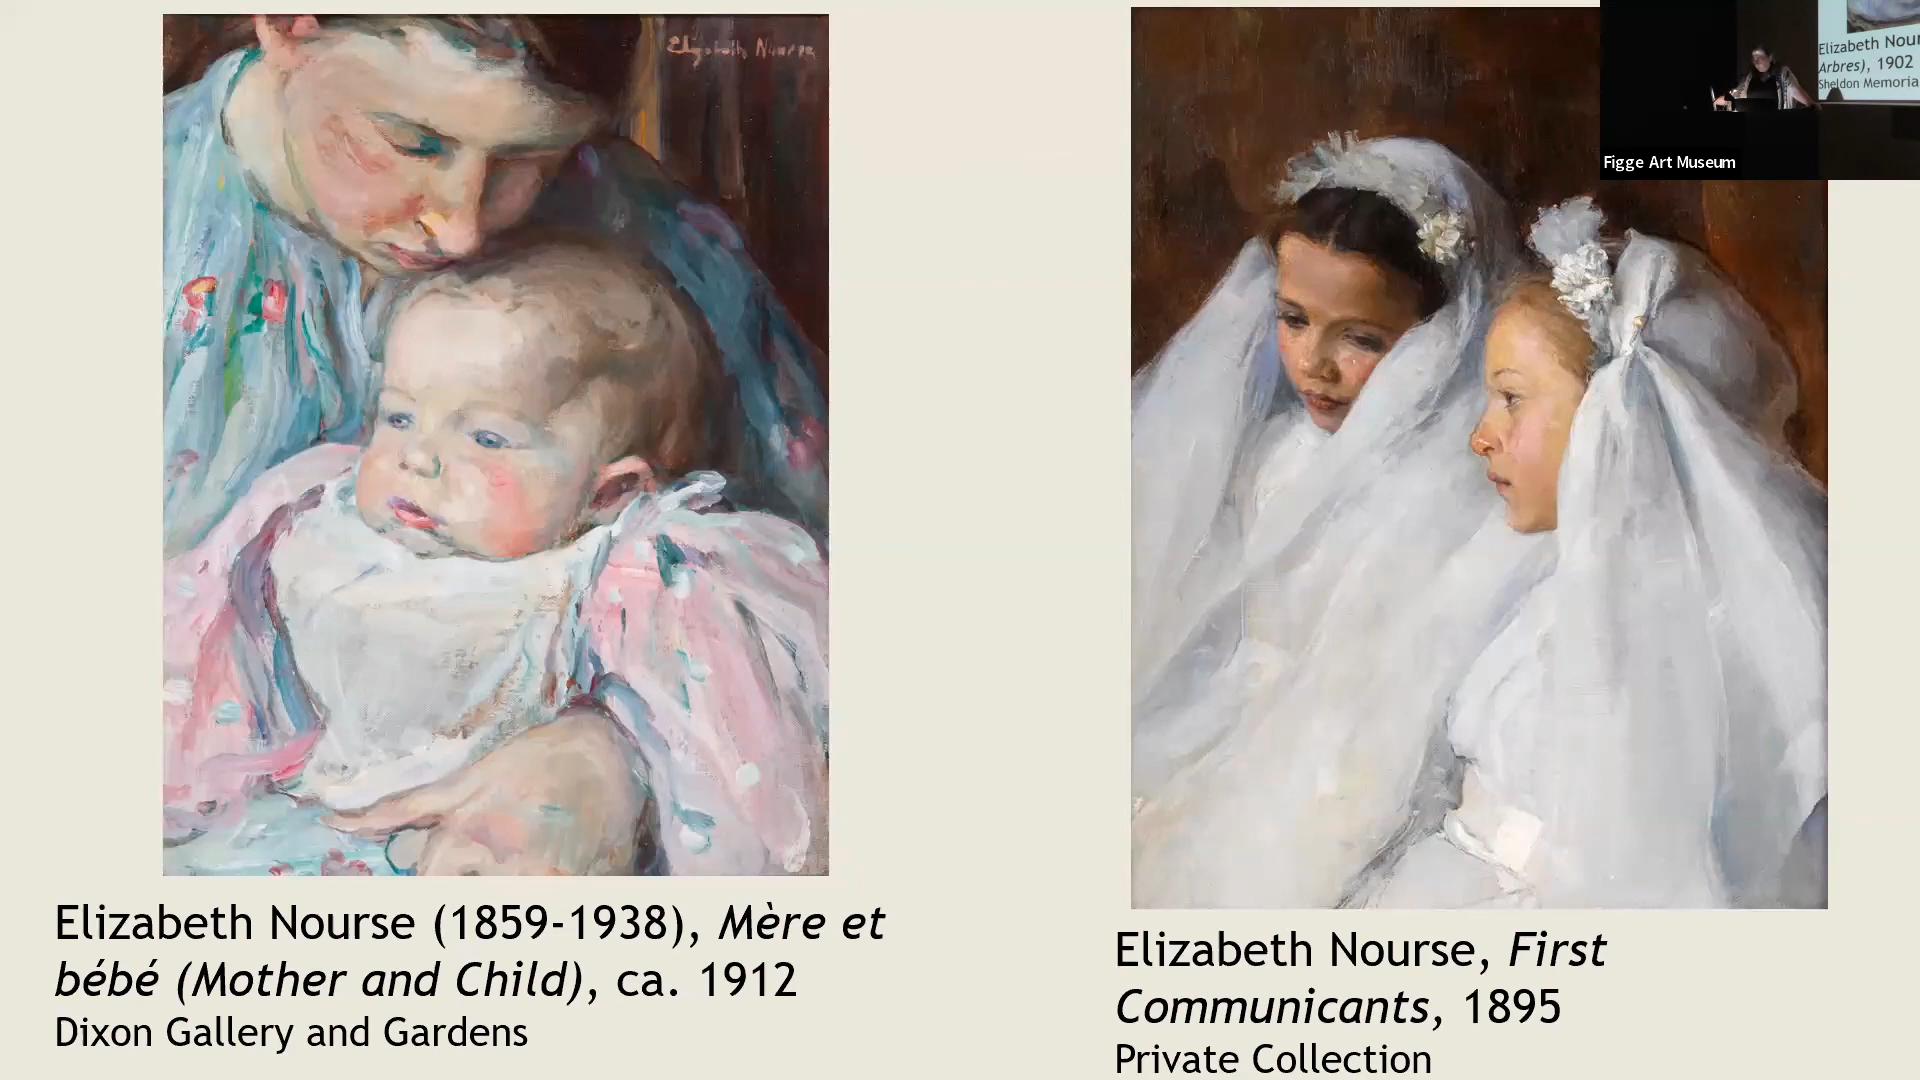 Elizabeth Nourse
Elizabeth Nour
Arbres), 1902
Sheldon Memoria
Figge Art Museum
Elizabeth Nourse (1859-1938), Mère et
bébé (Mother and Child), ca. 1912
Dixon Gallery and Gardens
Elizabeth Nourse, First
Communicants, 1895
Private Collection